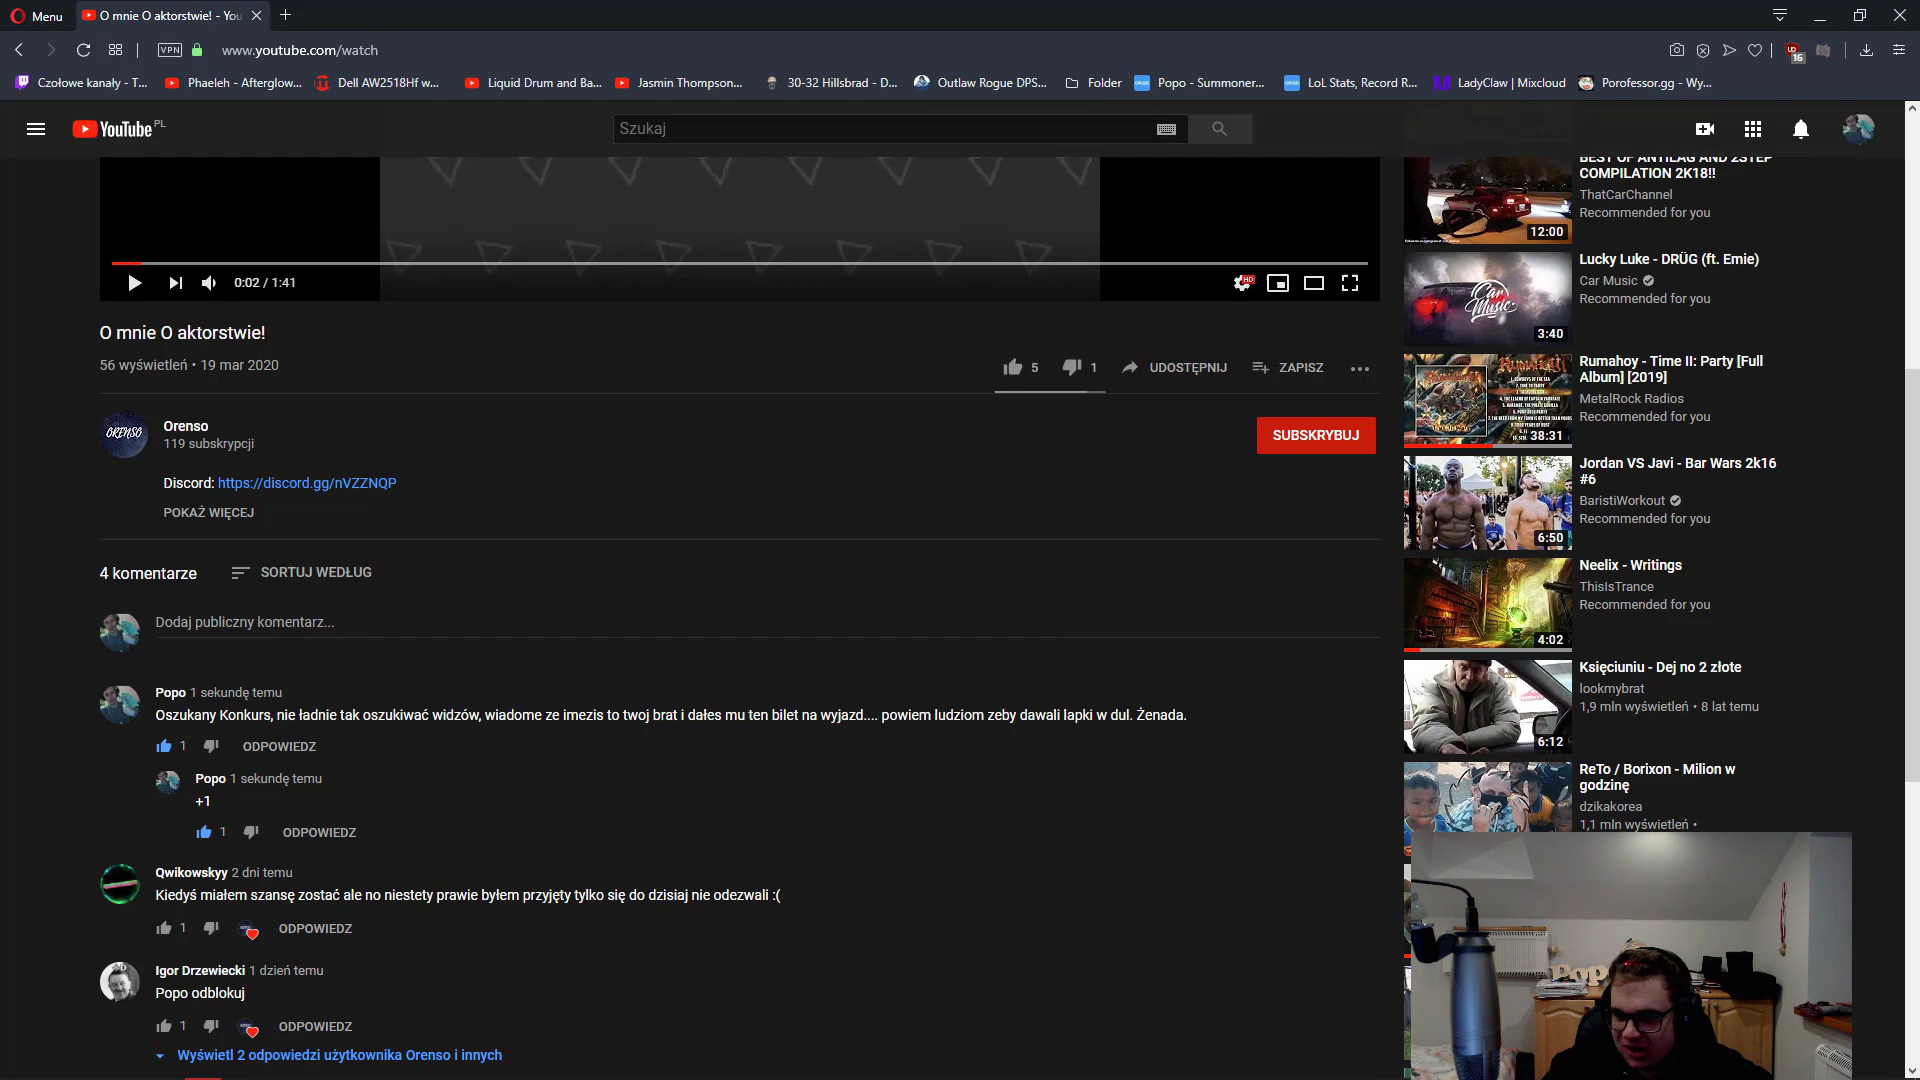 Menu
O mnie O aktorstwie! - You
VPN
www.youtube.com/watch
16
Czołowe kanały - T...
Phaeleh - Afterglow...
Dell AW2518Hf w...
Liquid Drum and Ba...
Jasmin Thompson...
30-32 Hillsbrad - D...
Outlaw Rogue DPS...
Folder
Popo - Summoner...
LoL Stats, Record R...
LadyClaw | Mixcloud
Porofessor.gg - Wy...
YouTube PL
Szukaj
0:02 / 1:41
HD
O mnie O aktorstwie!
56 wyświetleń • 19 mar 2020
5
1
UDOSTĘPNIJ
ZAPISZ
ORENSO
Orenso
119 subskrypcji
SUBSKRYBUJ
Discord: https://discord.gg/nVZZNQP
POKAŻ WIĘCEJ
4 komentarze
SORTUJ WEDŁUG
Dodaj publiczny komentarz...
Popo 1 sekundę temu
Oszukany Konkurs, nie ładnie tak oszukiwać widzów, wiadome ze imezis to twoj brat i dałes mu ten bilet na wyjazd.... powiem ludziom zeby dawali lapki w dul. Żenada.
1
ODPOWIEDZ
Popo 1 sekundę temu
+1
1
ODPOWIEDZ
Qwikowskyy 2 dni temu
Kiedyś miałem szansę zostać ale no niestety prawie byłem przyjęty tylko się do dzisiaj nie odezwali :(
1
ODPOWIEDZ
Igor Drzewiecki 1 dzień temu
Popo odblokuj
1
ODPOWIEDZ
Wyświetl 2 odpowiedzi użytkownika Orenso i innych
BEST OF ANTILAG AND 2STEP
COMPILATION 2K18!!
ThatCarChannel
Recommended for you
12:00
Lucky Luke - DRÜG (ft. Emie)
Car Music
Recommended for you
Car Music
3:40
Rumahoy - Time II: Party [Full
Album] [2019]
MetalRock Radios
Recommended for you
38:31
Jordan VS Javi - Bar Wars 2k16
#6
BaristiWorkout
Recommended for you
6:50
Neelix - Writings
ThisIsTrance
Recommended for you
4:02
Księciuniu - Dej no 2 złote
lookmybrat
1,9 mln wyświetleń • 8 lat temu
6:12
ReTo / Borixon - Milion w
godzinę
dzikakorea
1,1 mln wyświetleń •
Popo